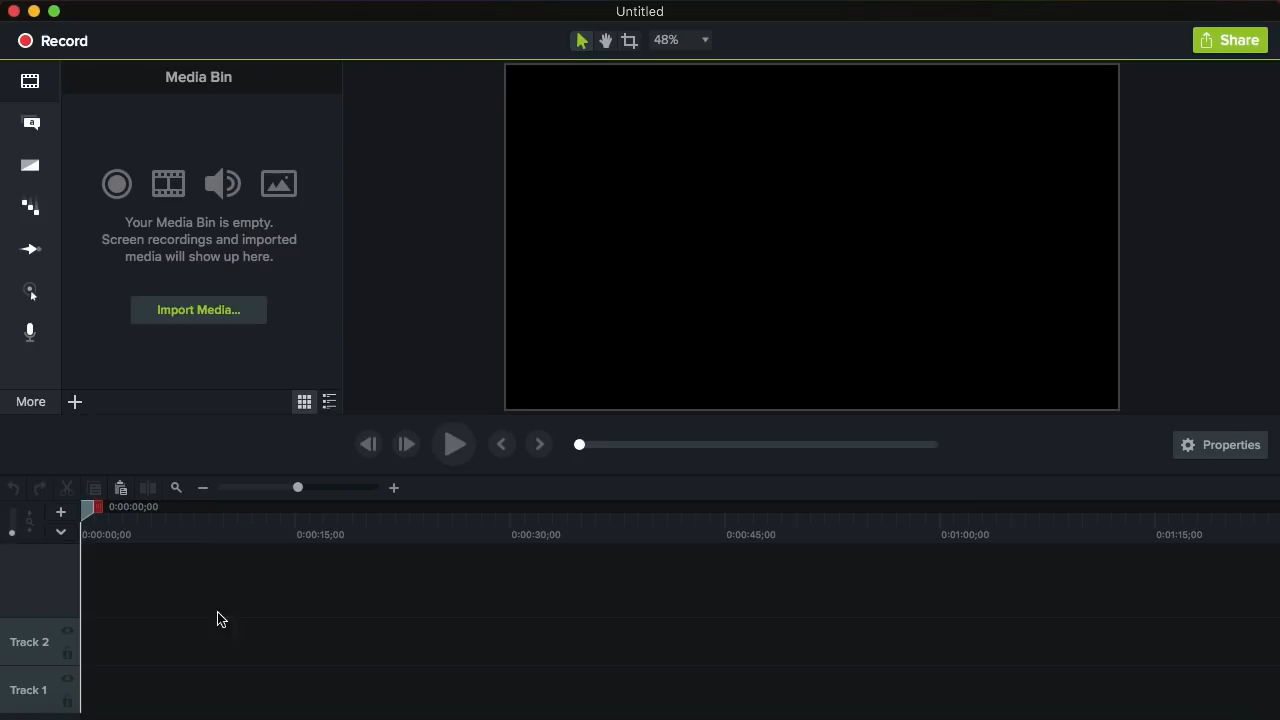 Untitled
Record
48%
Share
Media Bin
a
Your Media Bin is empty.
Screen recordings and imported
media will show up here.
Import Media...
More
Properties
0:00:00;00
0:00:00;00
0:00:15;00
0:00:30;00
0:00:45;00
0:01:00;00
0:01:15;00
Track 2
Track 1